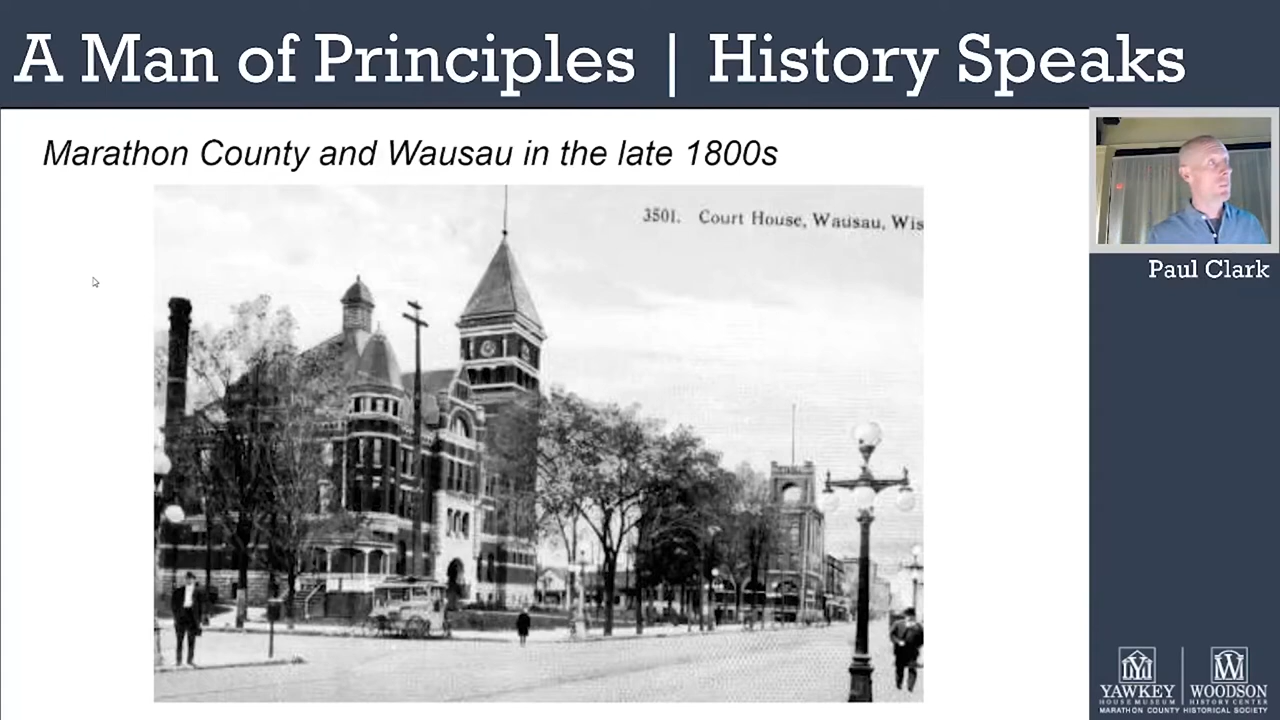 A Man of Principles | History Speaks
Marathon County and Wausau in the late 1800s
3501. Court House, Wausau, Wis
Paul Clark
YAWKEY
HOUSE MUSEUM
WOODSON
HISTORY CENTER
MARATHON COUNTY HISTORICAL SOCIETY